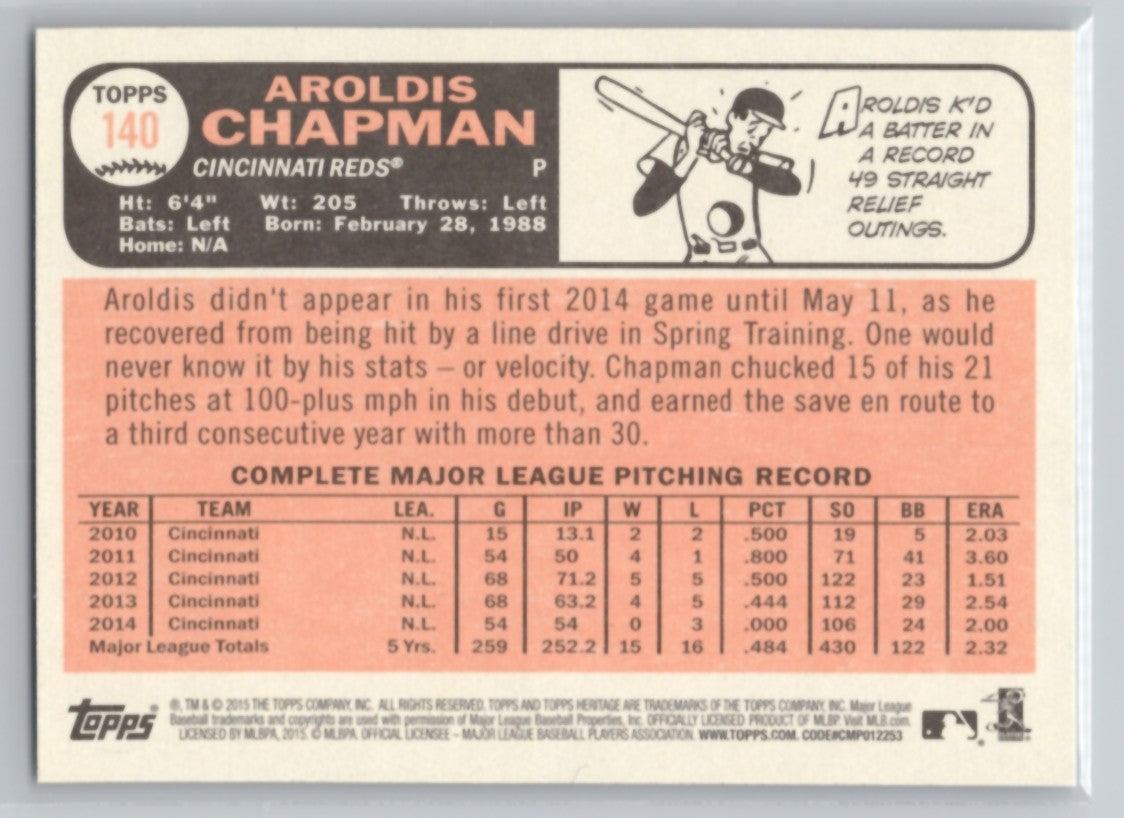 TOPPS
140
AROLDIS
CHAPMAN
CINCINNATI REDS® P
Ht: 6'4" Wt: 205 Throws: Left
Bats: Left Born: February 28, 1988
Home: N/A
AROLDIS K'D
A BATTER IN
A RECORD
49 STRAIGHT
RELIEF
OUTINGS.
Aroldis didn't appear in his first 2014 game until May 11, as he
recovered from being hit by a line drive in Spring Training. One would
never know it by his stats – or velocity. Chapman chucked 15 of his 21
pitches at 100-plus mph in his debut, and earned the save en route to
a third consecutive year with more than 30.
COMPLETE MAJOR LEAGUE PITCHING RECORD
YEAR TEAM LEA. G IP W L PCT SO BB ERA
2010 Cincinnati N.L. 15 13.1 2 2 .500 19 5 2.03
2011 Cincinnati N.L. 54 50 4 1 .800 71 41 3.60
2012 Cincinnati N.L. 68 71.2 5 5 .500 122 23 1.51
2013 Cincinnati N.L. 68 63.2 4 5 .444 112 29 2.54
2014 Cincinnati N.L. 54 54 0 3 .000 106 24 2.00
Major League Totals 5 Yrs. 259 252.2 15 16 .484 430 122 2.32
topps®
®, TM & © 2015 THE TOPPS COMPANY, INC. ALL RIGHTS RESERVED. TOPPS AND TOPPS HERITAGE ARE TRADEMARKS OF THE TOPPS COMPANY, INC. Major League
Baseball trademarks and copyrights are used with permission of Major League Baseball Properties, Inc. OFFICIALLY LICENSED PRODUCT OF MLBP Visit MLB.com.
LICENSED BY MLBPA, 2015. © MLBPA. OFFICIAL LICENSEE – MAJOR LEAGUE BASEBALL PLAYERS ASSOCIATION. WWW.TOPPS.COM. CODE#CMP012253